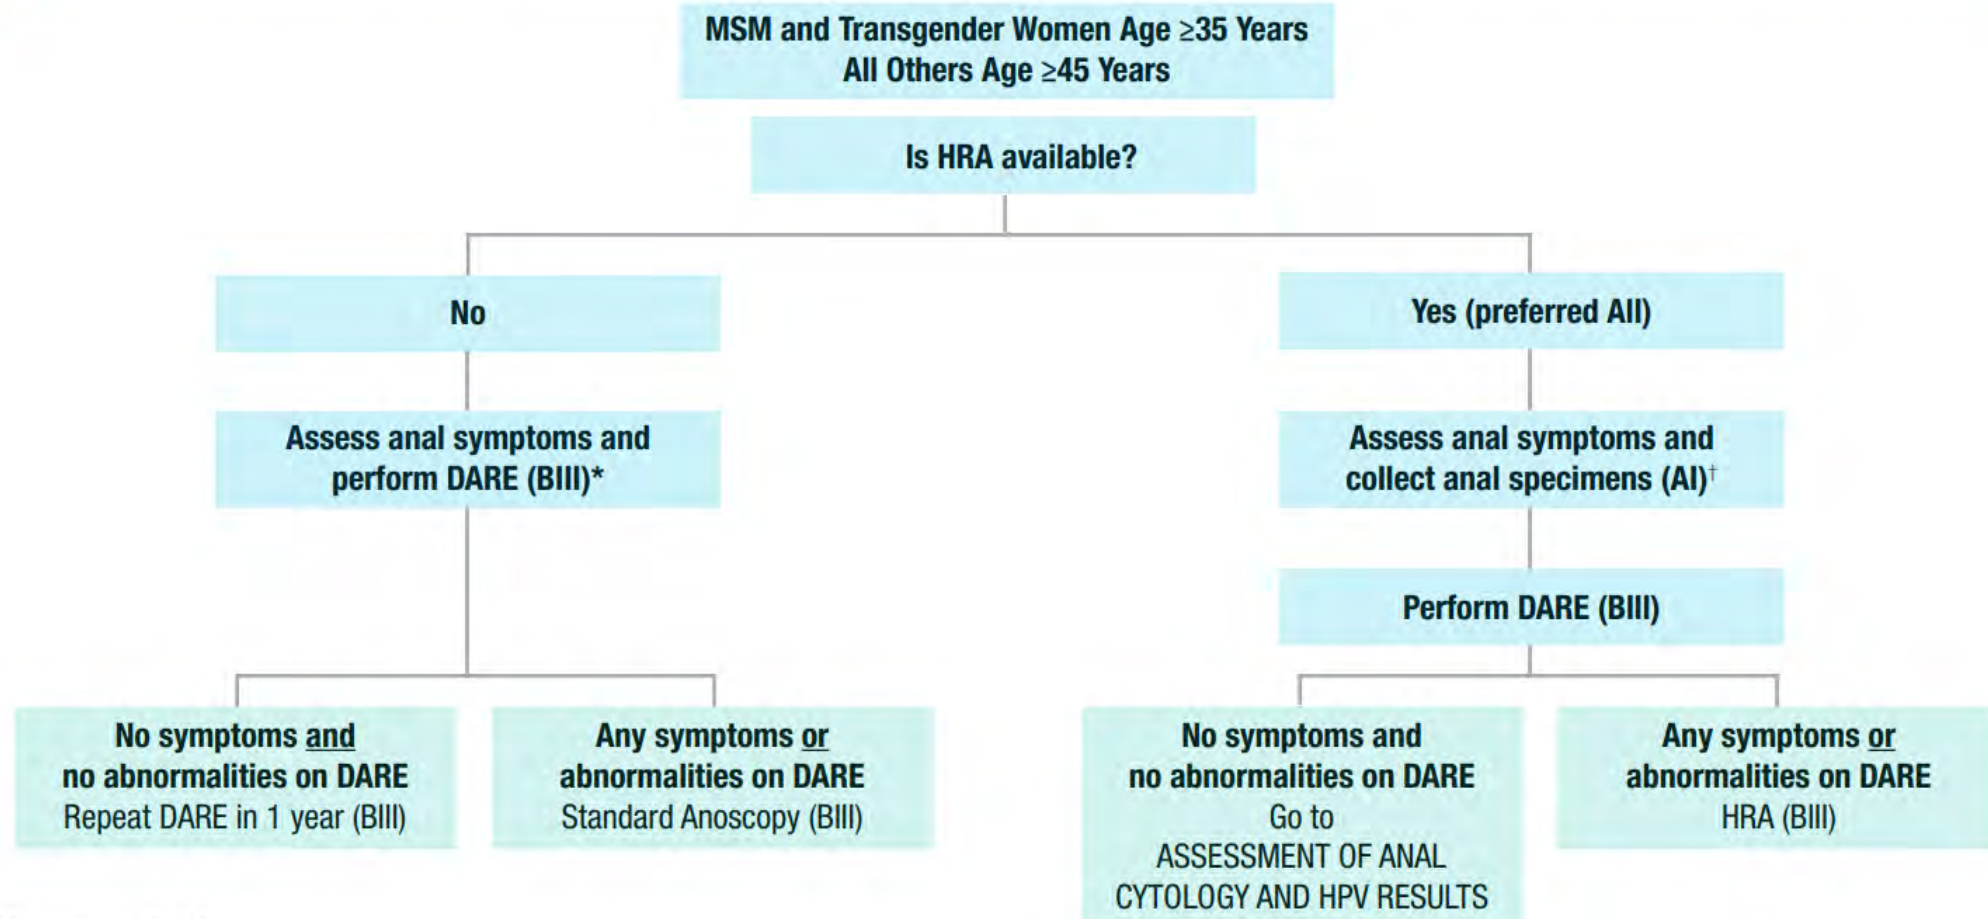 MSM and Transgender Women Age ≥35 Years
All Others Age ≥45 Years
Is HRA available?
No
Yes (preferred AII)
Assess anal symptoms and
perform DARE (BIII)*
Assess anal symptoms and
collect anal specimens (AI)†
Perform DARE (BIII)
No symptoms and
no abnormalities on DARE
Repeat DARE in 1 year (BIII)
Any symptoms or
abnormalities on DARE
Standard Anoscopy (BIII)
No symptoms and
no abnormalities on DARE
Go to
ASSESSMENT OF ANAL
CYTOLOGY AND HPV RESULTS
Any symptoms or
abnormalities on DARE
HRA (BIII)